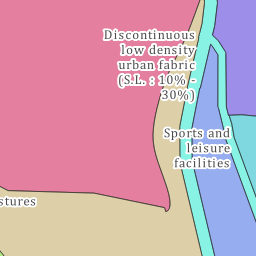 Discontinuous
low density
urban fabric
(S.L. : 10% -
30%)
Sports and
leisure
facilities
stures